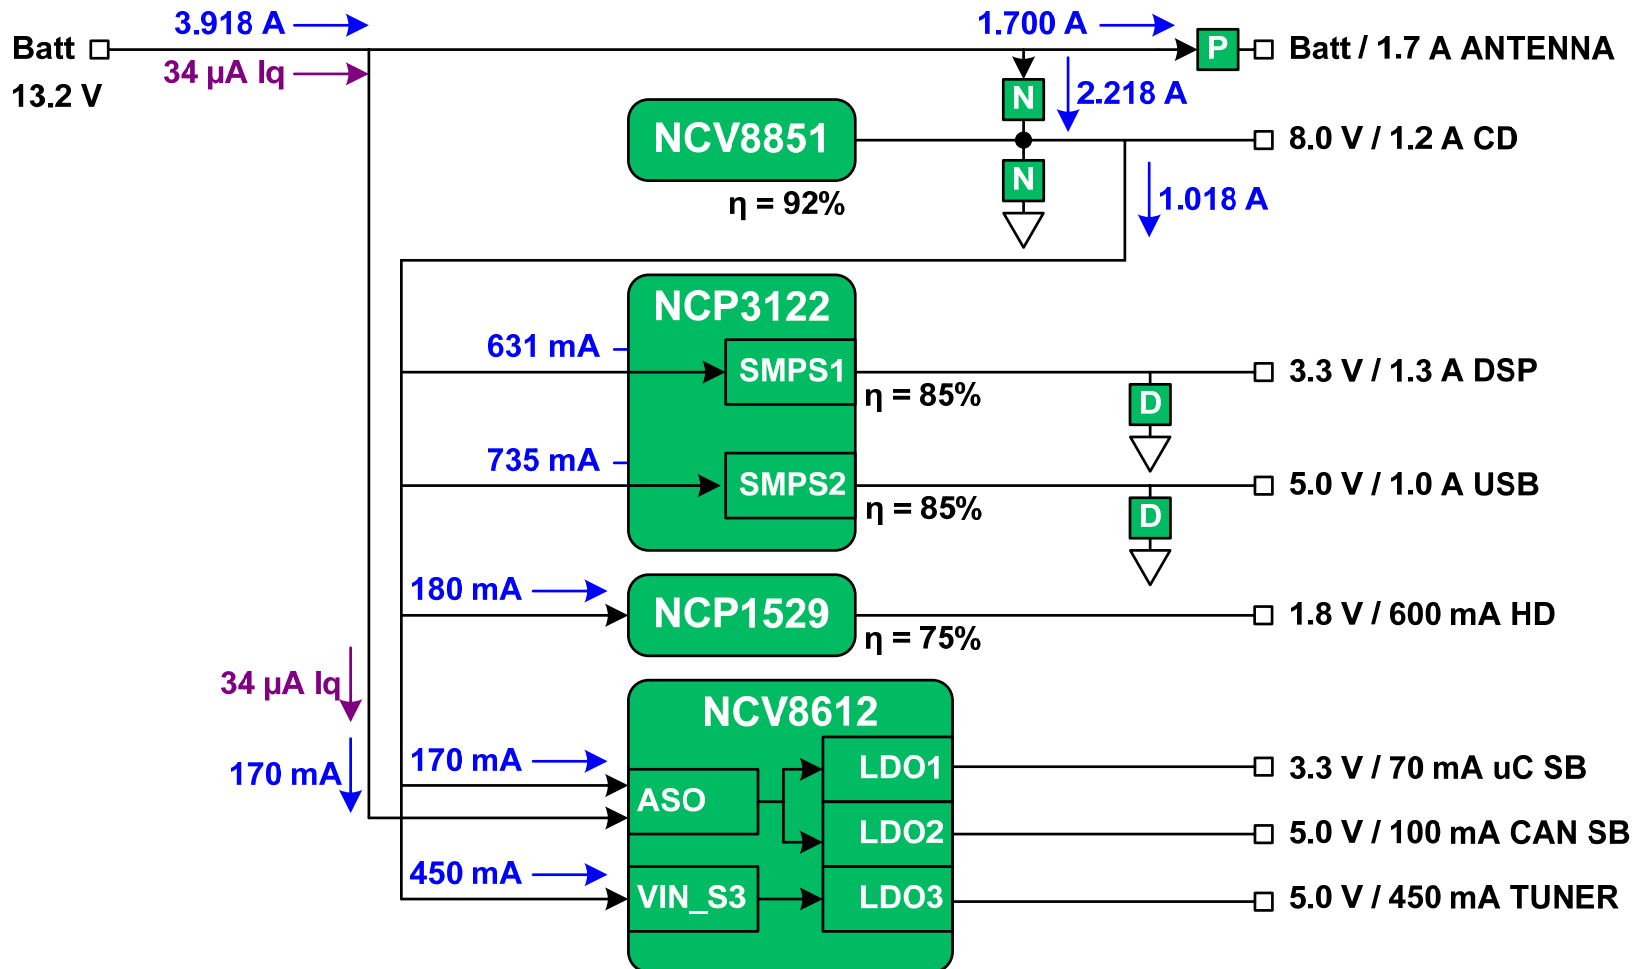 3.918 A
1.700 A
Batt
P
Batt / 1.7 A ANTENNA
34 µA Iq
13.2 V
N
2.218 A
NCV8851
8.0 V / 1.2 A CD
N
η = 92%
1.018 A
NCP3122
631 mA
SMPS1
3.3 V / 1.3 A DSP
η = 85%
D
735 mA
SMPS2
5.0 V / 1.0 A USB
η = 85%
D
180 mA
NCP1529
1.8 V / 600 mA HD
η = 75%
34 µA Iq
NCV8612
170 mA
170 mA
ASO
LDO1
3.3 V / 70 mA uC SB
LDO2
5.0 V / 100 mA CAN SB
450 mA
VIN_S3
LDO3
5.0 V / 450 mA TUNER